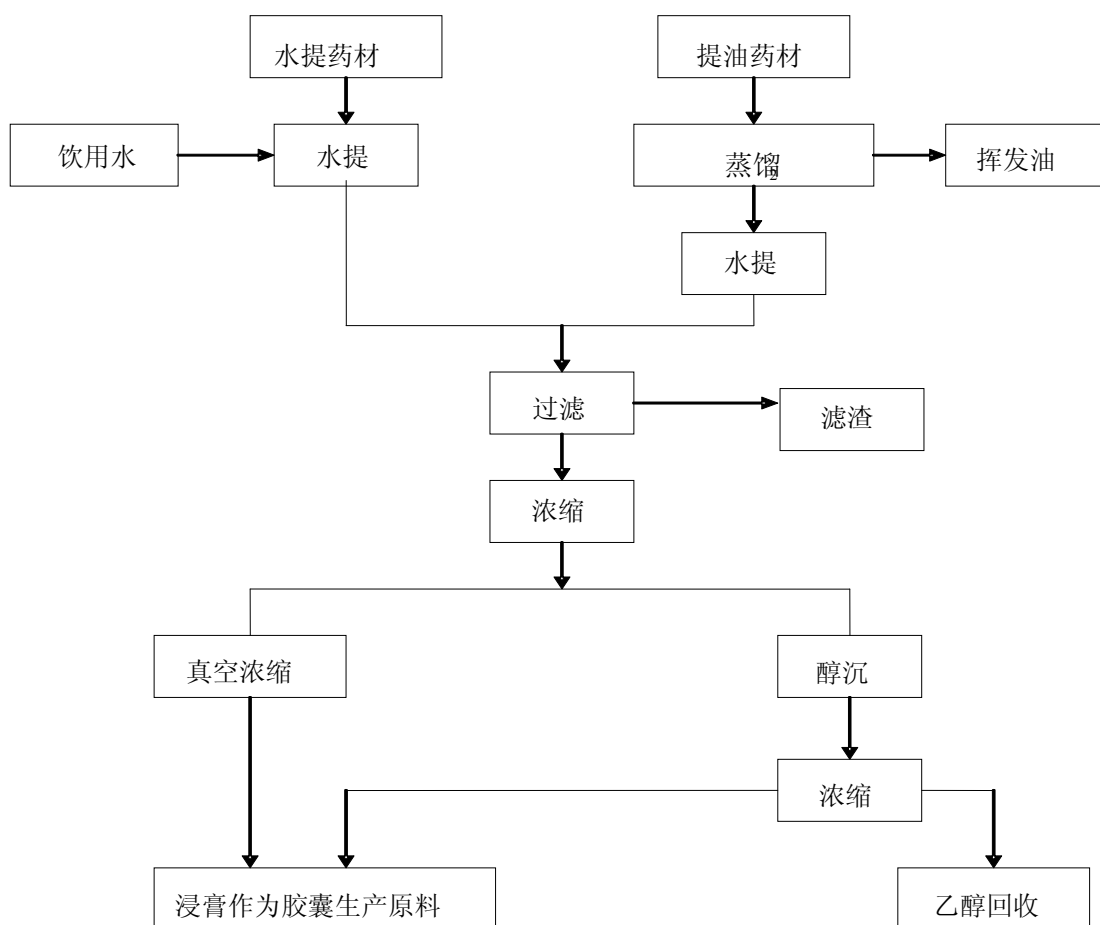 水提药材
提油药材
饮用水
水提
蒸馏
2
挥发油
水提
过滤
滤渣
浓缩
真空浓缩
醇沉
浓缩
浸膏作为胶囊生产原料
乙醇回收